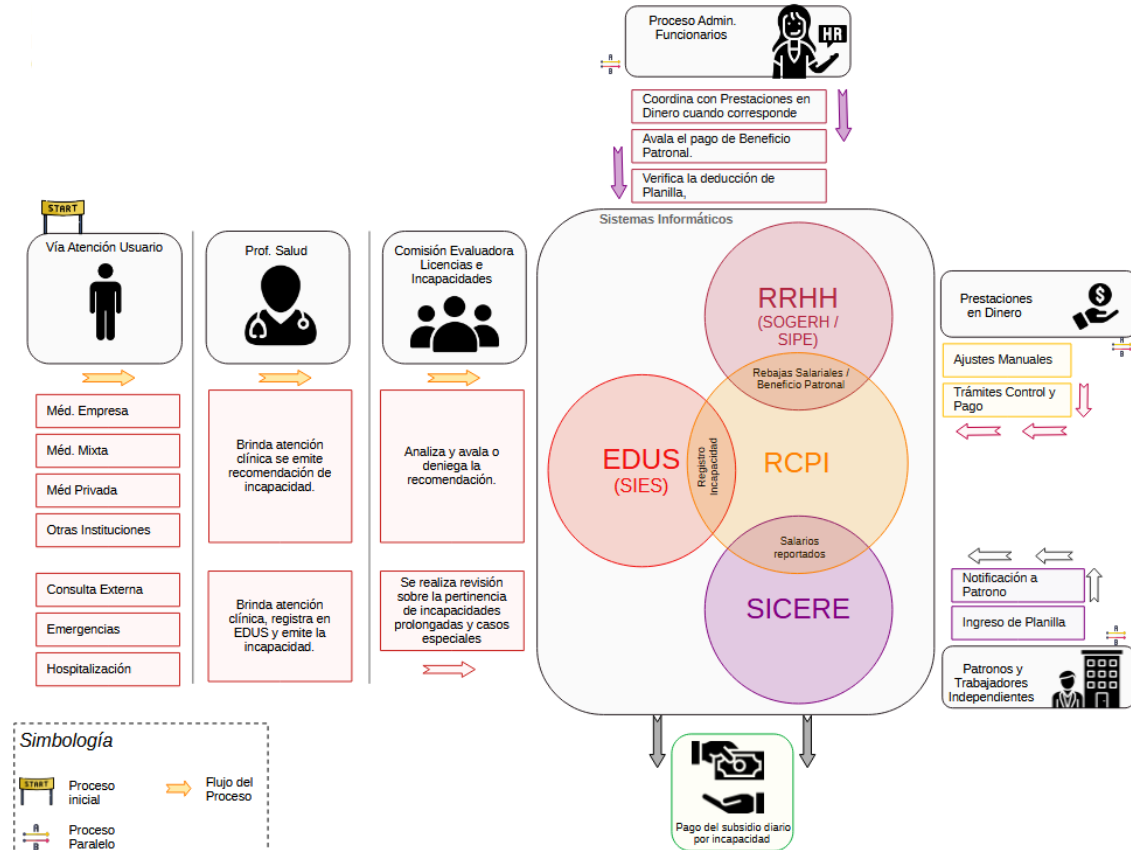 Proceso Admin.
Funcionarios
HR
A
B
Coordina con Prestaciones en
Dinero cuando corresponde
Avala el pago de Beneficio
Patronal.
Verifica la deducción de
Planilla,
START
Vía Atención Usuario
Prof. Salud
Comisión Evaluadora
Licencias e
Incapacidades
Méd. Empresa
Méd. Mixta
Méd Privada
Otras Instituciones
Brinda atención
clínica se emite
recomendación de
incapacidad.
Analiza y avala o
deniega la
recomendación.
Consulta Externa
Emergencias
Hospitalización
Brinda atención
clínica, registra en
EDUS y emite la
incapacidad.
Se realiza revisión
sobre la pertinencia
de incapacidades
prolongadas y casos
especiales
Sistemas Informáticos
RRHH
(SOGERH /
SIPE)
Rebajas Salariales /
Beneficio Patronal
EDUS
(SIES)
Registro
Incapacidad
RCPI
Salarios
reportados
SICERE
Prestaciones
en Dinero
$
A
B
Ajustes Manuales
Trámites Control y
Pago
Notificación a
Patrono
Ingreso de Planilla
A
B
Patronos y
Trabajadores
Independientes
Pago del subsidio diario
por incapacidad
Simbología
START
Proceso
inicial
Flujo del
Proceso
A
B
Proceso
Paralelo